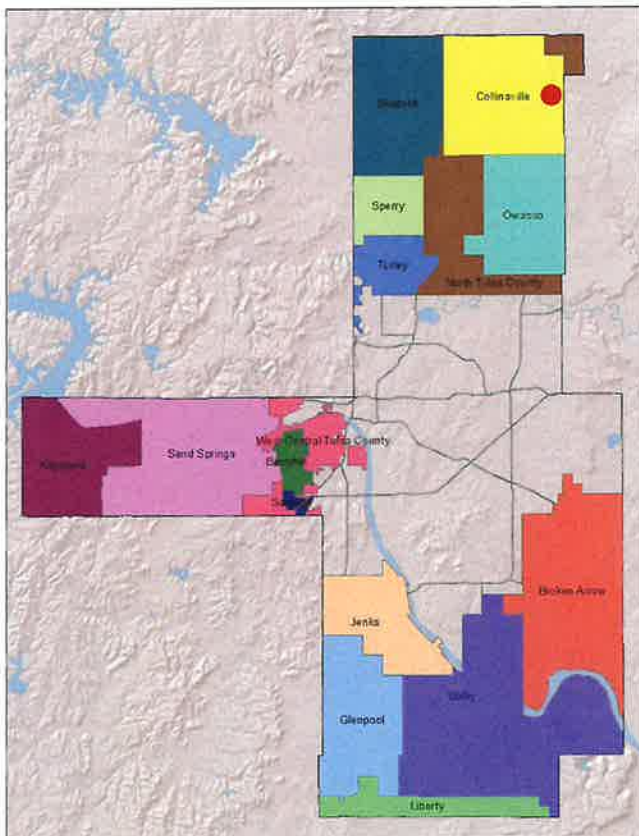 Skiatook
Collinsville
Sperry
Owasso
Turley
North Tulsa County
West Central Tulsa County
Berryhill
Keystone
Sand Springs
Broken Arrow
Jenks
Bixby
Glenpool
Liberty